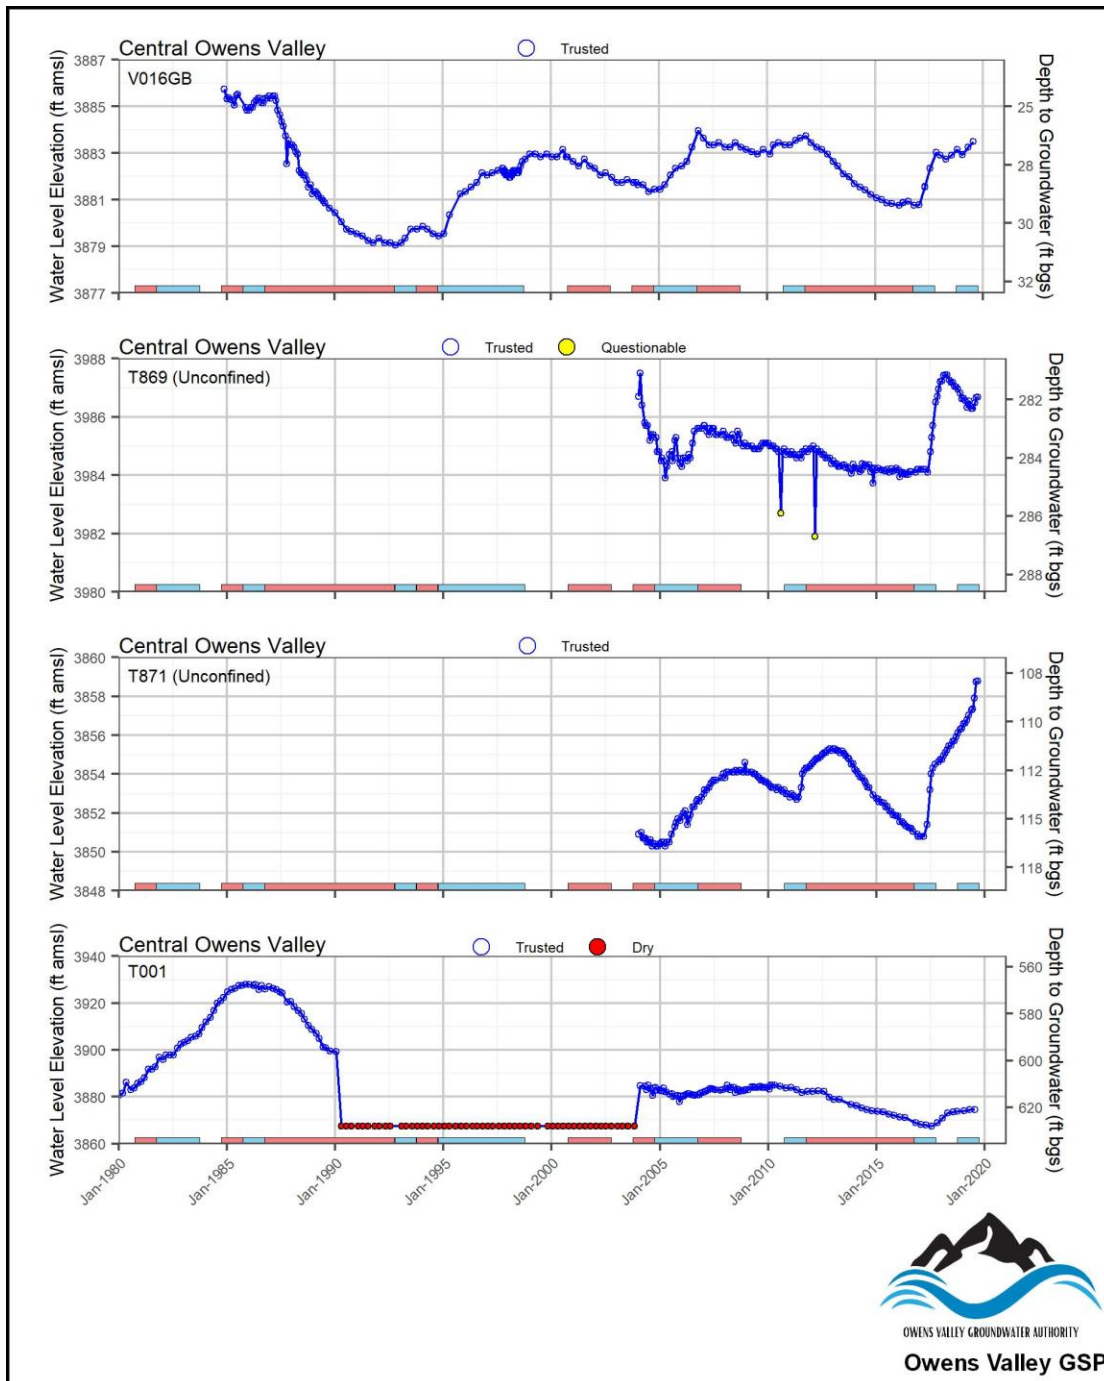 Central Owens Valley
Trusted
V016GB
Water Level Elevation (ft amsl)
3887
3885
3883
3881
3879
3877
25
28
30
32
Depth to Groundwater (ft bgs)
Central Owens Valley
Trusted Questionable
T869 (Unconfined)
Water Level Elevation (ft amsl)
3988
3986
3984
3982
3980
282
284
286
288
Depth to Groundwater (ft bgs)
Central Owens Valley
Trusted
T871 (Unconfined)
Water Level Elevation (ft amsl)
3860
3858
3856
3854
3852
3850
3848
108
110
112
115
118
Depth to Groundwater (ft bgs)
Central Owens Valley
Trusted Dry
T001
Water Level Elevation (ft amsl)
3940
3920
3900
3880
3860
560
580
600
620
Depth to Groundwater (ft bgs)
Jan-1980 Jan-1985 Jan-1990 Jan-1995 Jan-2000 Jan-2005 Jan-2010 Jan-2015 Jan-2020
OWENS VALLEY GROUNDWATER AUTHORITY
Owens Valley GSP